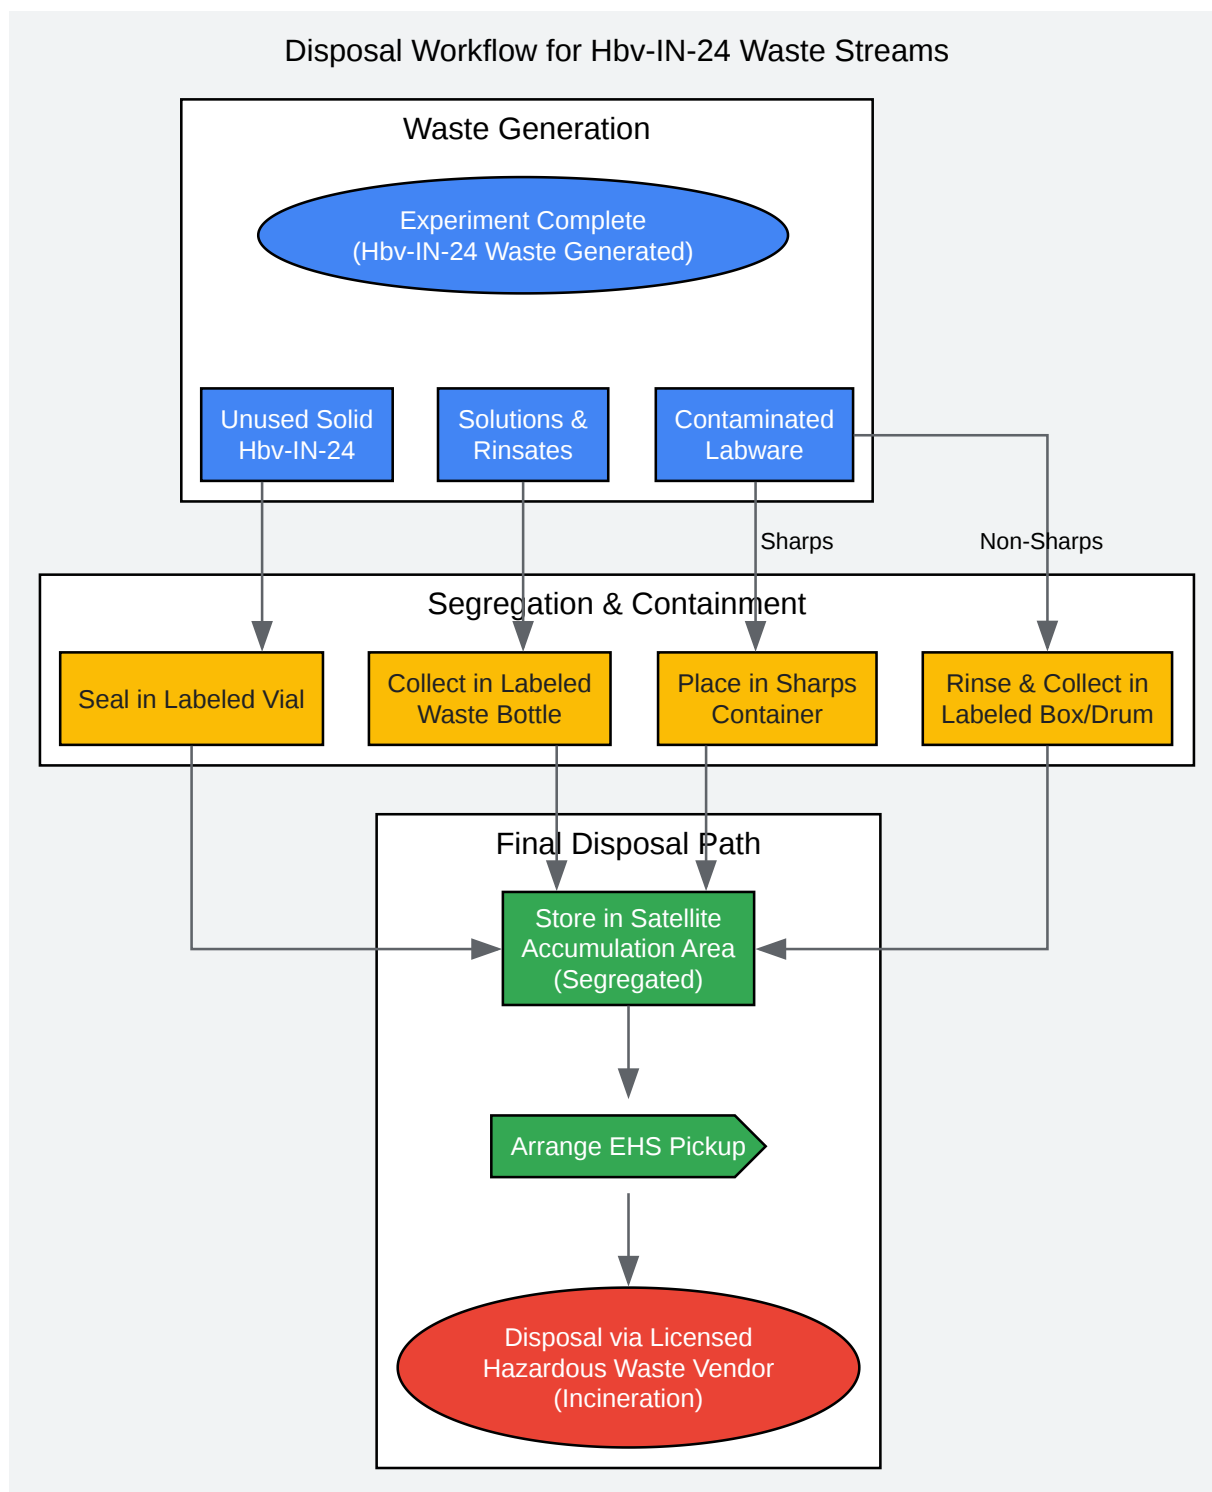 Disposal Workflow for Hbv-IN-24 Waste Streams
Waste Generation
Experiment Complete
(Hbv-IN-24 Waste Generated)
Unused Solid
Hbv-IN-24
Solutions &
Rinsates
Contaminated
Labware
Sharps
Non-Sharps
Segregation & Containment
Seal in Labeled Vial
Collect in Labeled
Waste Bottle
Place in Sharps
Container
Rinse & Collect in
Labeled Box/Drum
Final Disposal Path
Store in Satellite
Accumulation Area
(Segregated)
Arrange EHS Pickup
Disposal via Licensed
Hazardous Waste Vendor
(Incineration)